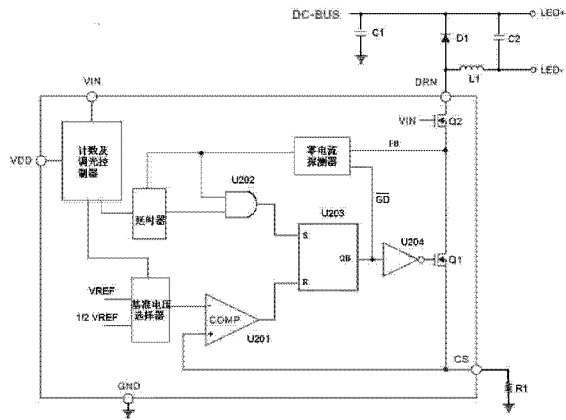 DC-BUS
LED+
C1
D1
C2
LED-
L1
DRN
VIN
VIN
Q2
计数及
调光控
制器
VDD
零电流
探测器
FB
U202
GD
延时器
U203
S
QB
R
U204
Q1
VREF
1/2 VREF
基准电压
选择器
COMP
-
+
U201
CS
GND
R1